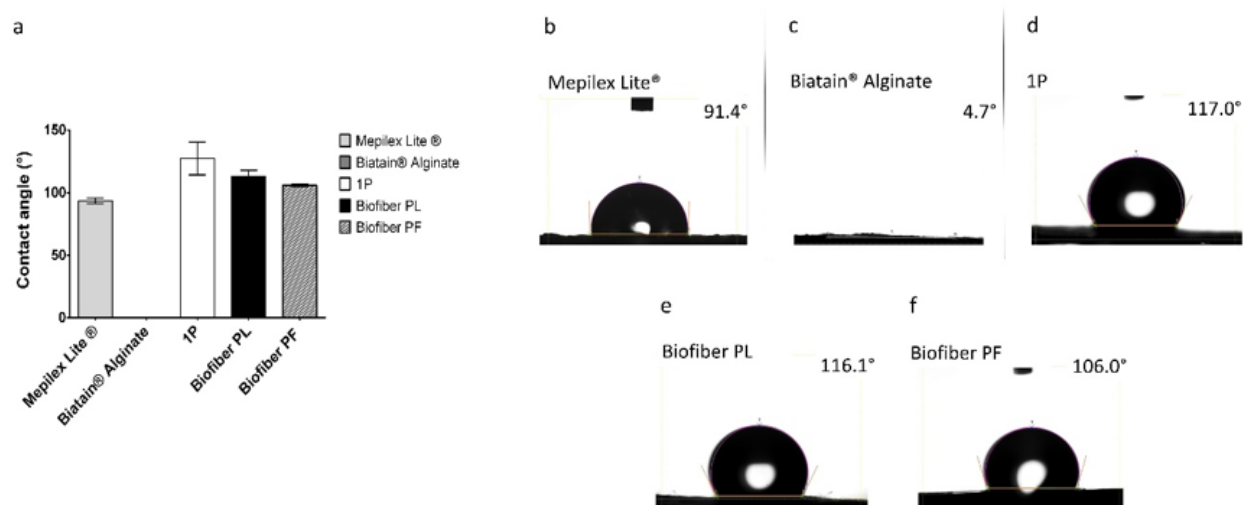 a
Contact angle (°)
150
100
50
0
Mepilex Lite ®
Biatain® Alginate
1P
Biofiber PL
Biofiber PF
Mepilex Lite ®
Biatain® Alginate
1P
Biofiber PL
Biofiber PF
b
Mepilex Lite®
91.4°
c
Biatain® Alginate
4.7°
d
1P
117.0°
e
Biofiber PL
116.1°
f
Biofiber PF
106.0°